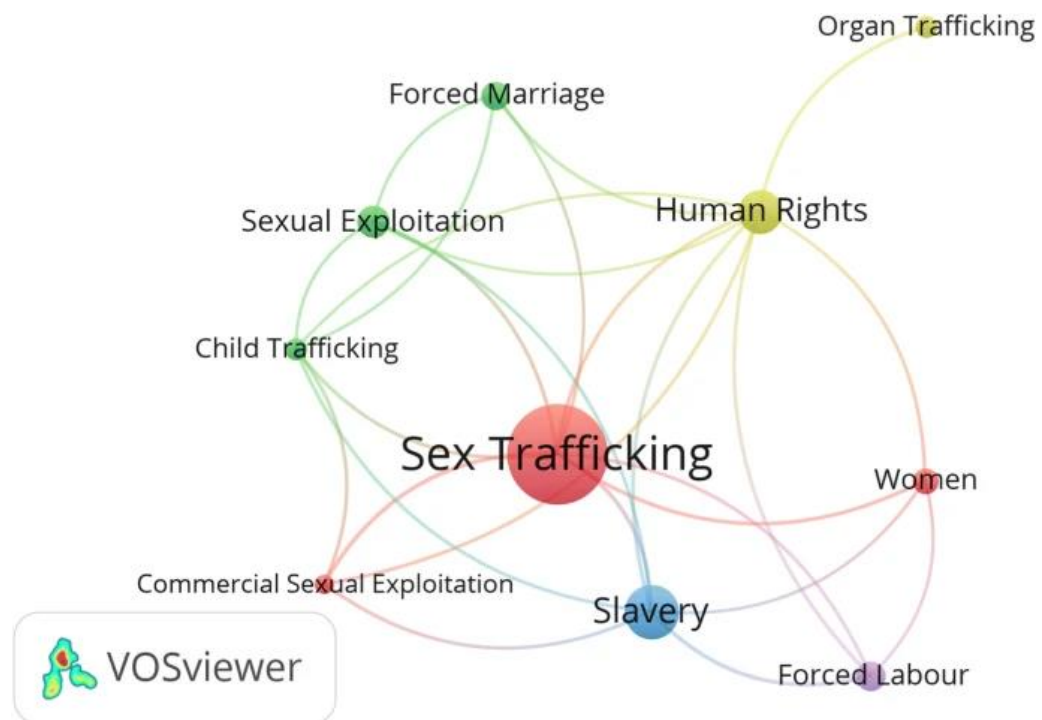 Organ Trafficking
Forced Marriage
Human Rights
Sexual Exploitation
Child Trafficking
Sex Trafficking
Women
Commercial Sexual Exploitation
Slavery
VOSviewer
Forced Labour